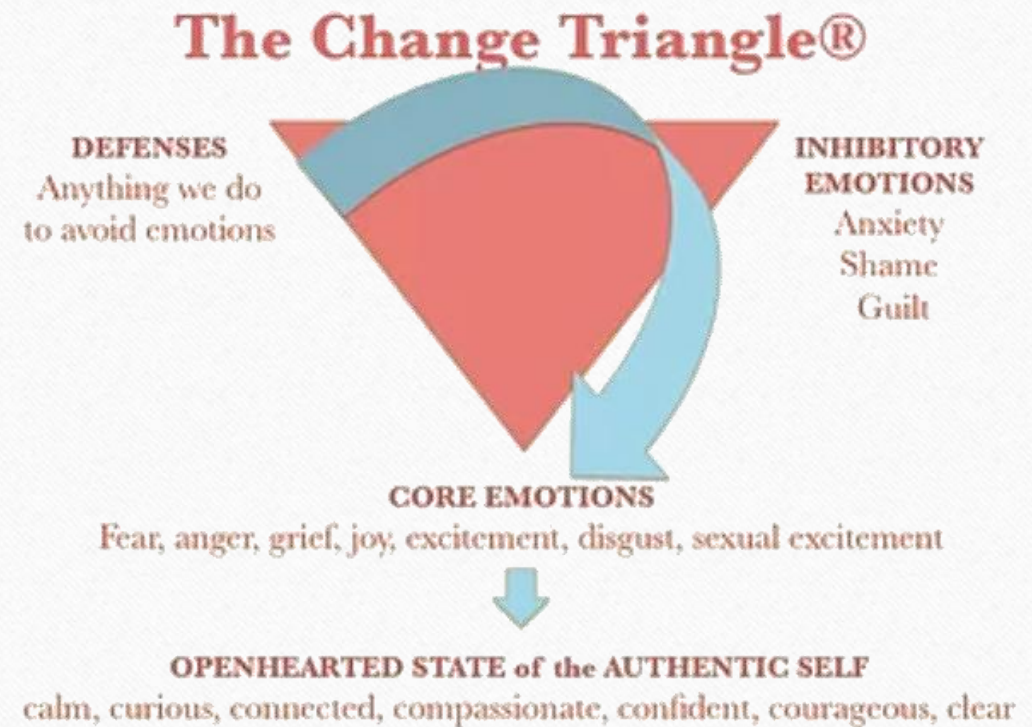 The Change Triangle®
DEFENSES
Anything we do
to avoid emotions
INHIBITORY
EMOTIONS
Anxiety
Shame
Guilt
CORE EMOTIONS
Fear, anger, grief, joy, excitement, disgust, sexual excitement
OPENHEARTED STATE of the AUTHENTIC SELF
calm, curious, connected, compassionate, confident, courageous, clear